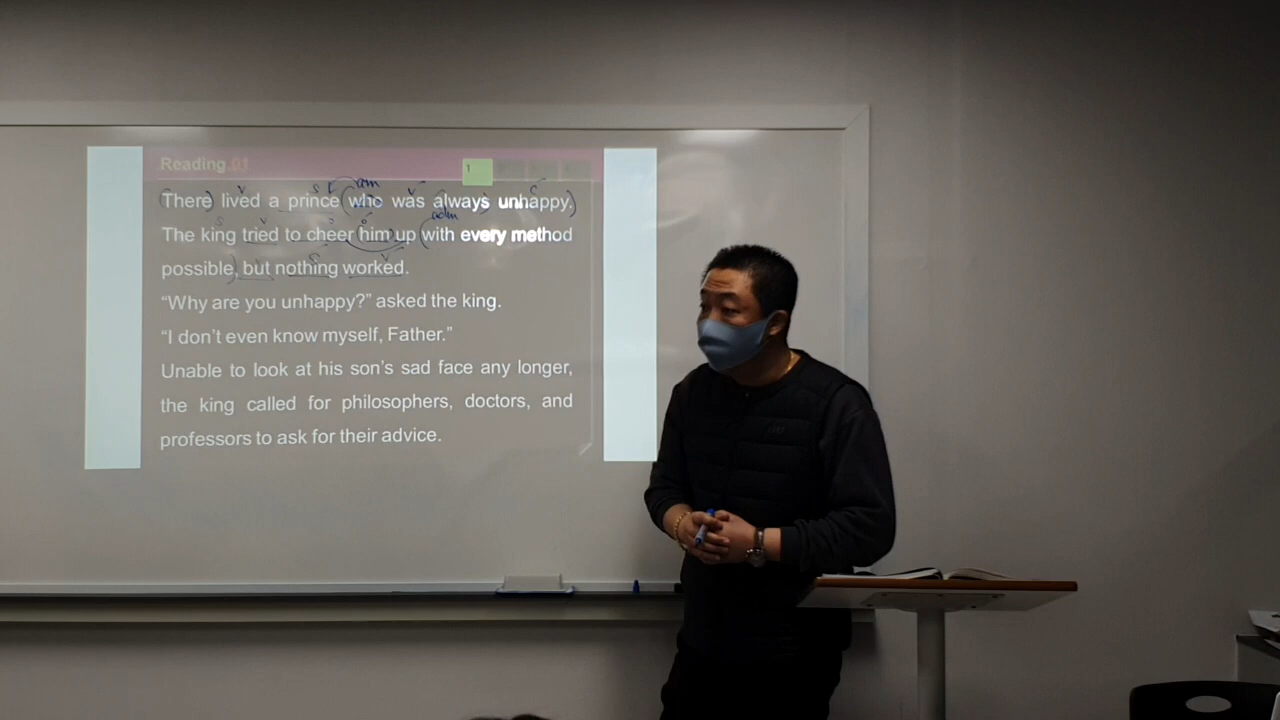 Reading 01
1
There lived a prince who was always unhappy.
The king tried to cheer him up with every method
possible, but nothing worked.
“Why are you unhappy?” asked the king.
“I don’t even know myself, Father.”
Unable to look at his son’s sad face any longer,
the king called for philosophers, doctors, and
professors to ask for their advice.